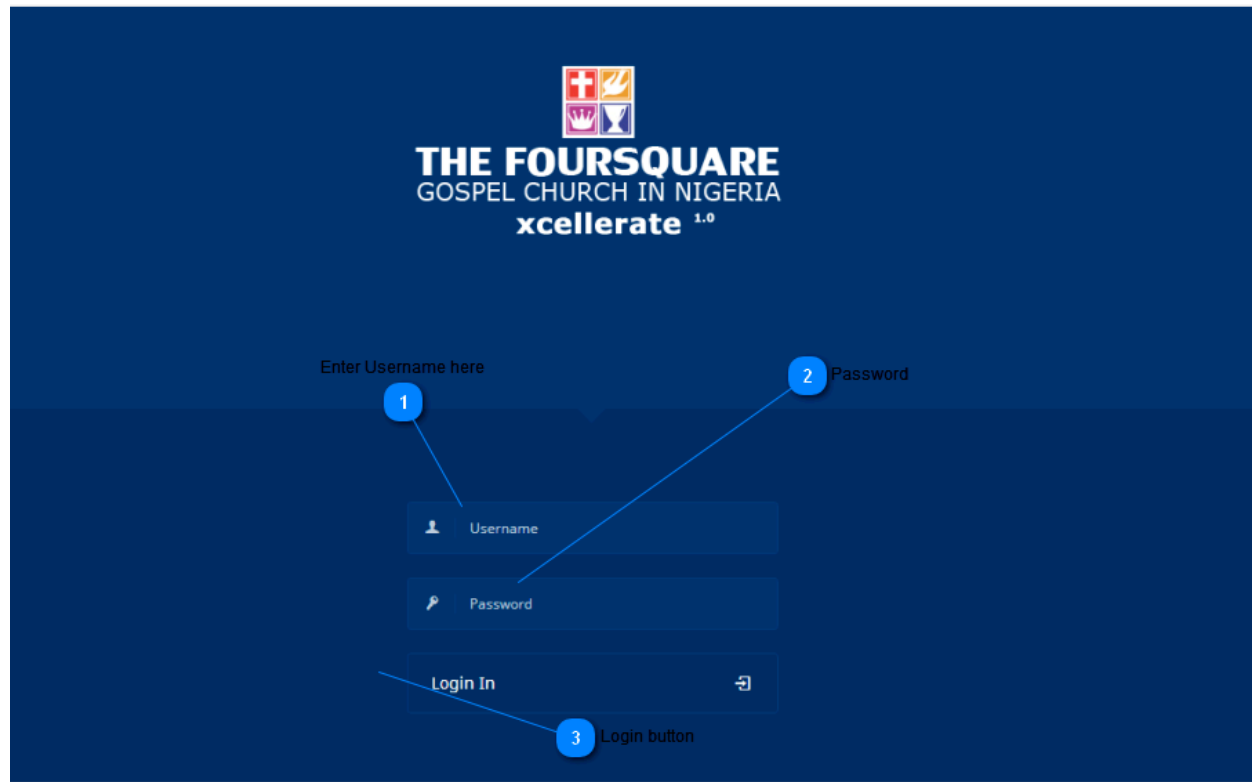 THE FOURSQUARE
GOSPEL CHURCH IN NIGERIA
xcellerate 1.0
Enter Username here
1
2 Password
Username
Password
Login In
3 Login button